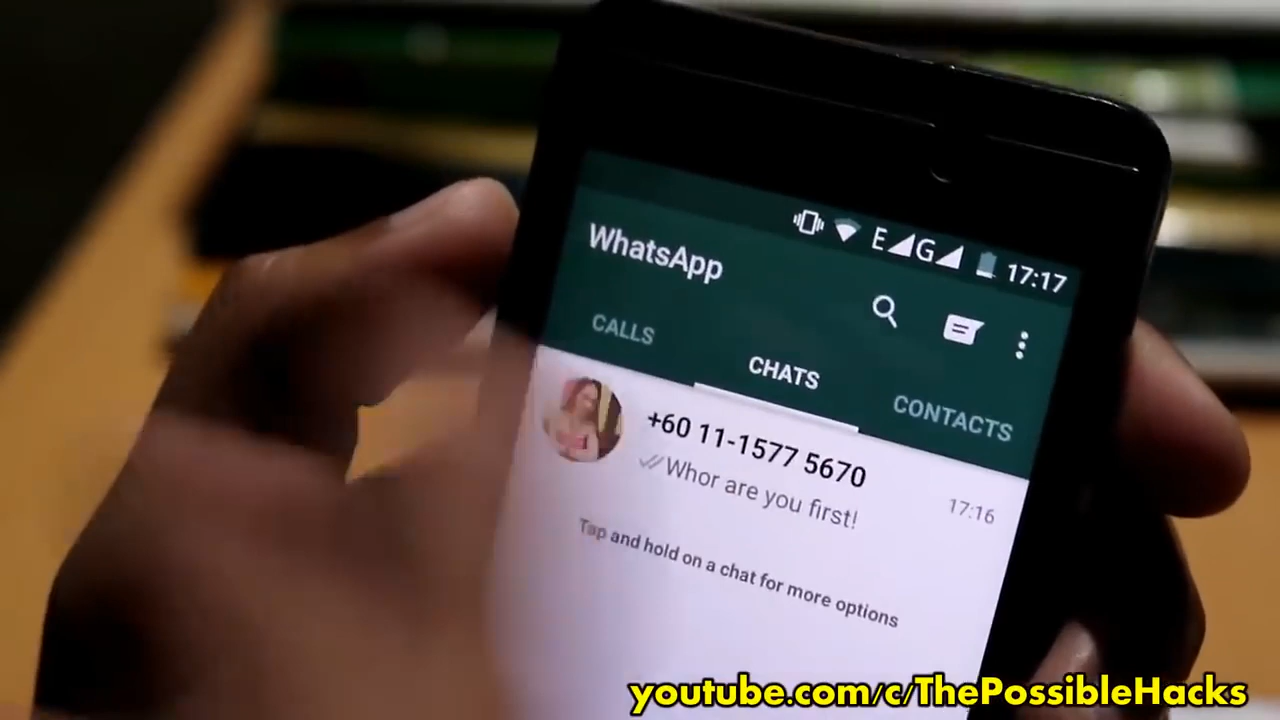 E G 17:17
WhatsApp
CALLS CHATS CONTACTS
+60 11-1577 5670
Whor are you first! 17:16
Tap and hold on a chat for more options
youtube.com/c/ThePossibleHacks